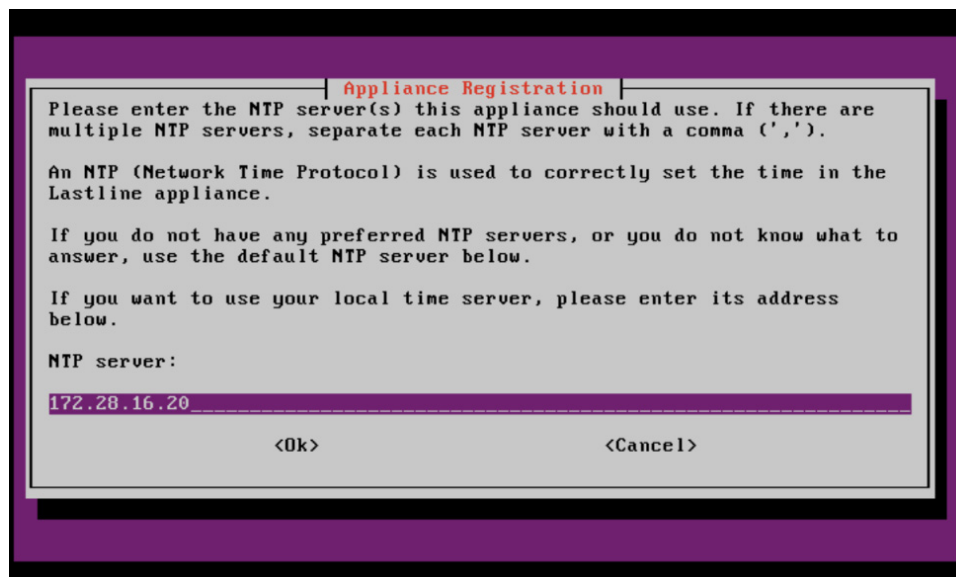 Appliance Registration
Please enter the NTP server(s) this appliance should use. If there are
multiple NTP servers, separate each NTP server with a comma (',').
An NTP (Network Time Protocol) is used to correctly set the time in the
Lastline appliance.
If you do not have any preferred NTP servers, or you do not know what to
answer, use the default NTP server below.
If you want to use your local time server, please enter its address
below.
NTP server:
172.28.16.20
<Ok> <Cancel>